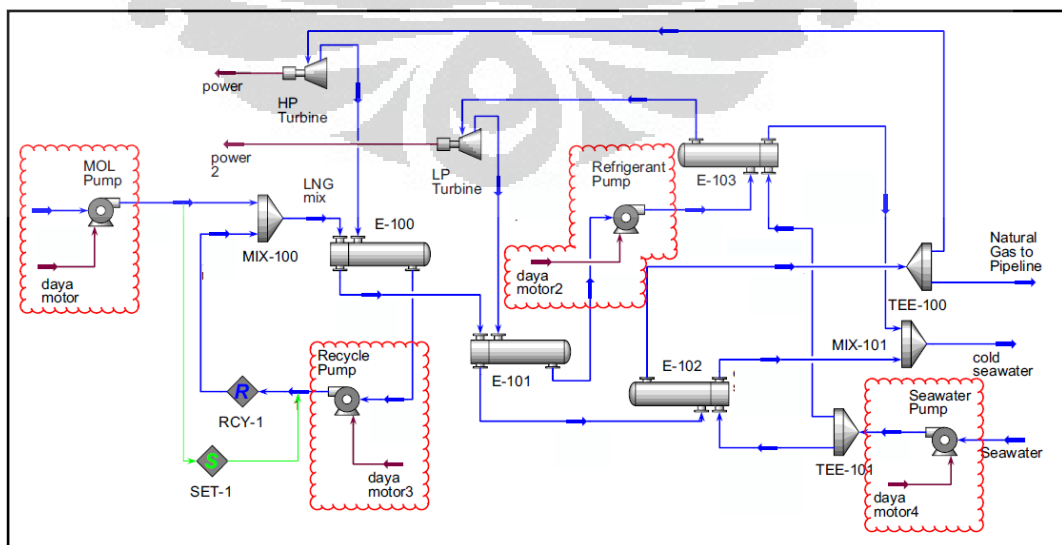 power
HP
Turbine
power
2
LP
Turbine
MOL
Pump
daya
motor
MIX-100
LNG
mix
E-100
Refrigerant
Pump
daya
motor2
E-103
Natural
Gas to
Pipeline
TEE-100
MIX-101
cold
seawater
E-101
E-102
Recycle
Pump
R
RCY-1
S
SET-1
daya
motor3
Seawater
Pump
Seawater
TEE-101
daya
motor4